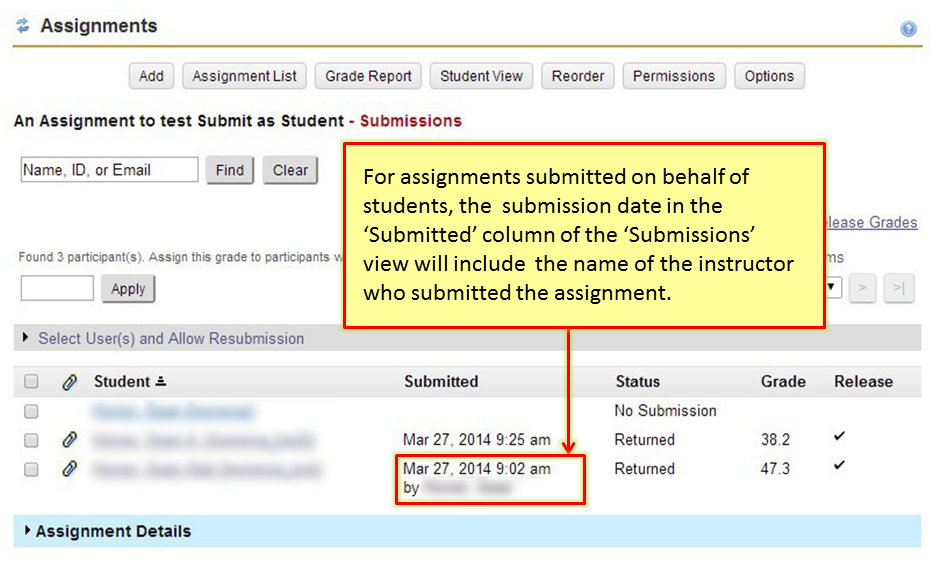 Assignments
Add Assignment List Grade Report Student View Reorder Permissions Options
An Assignment to test Submit as Student - Submissions
Name, ID, or Email Find Clear
For assignments submitted on behalf of
students, the submission date in the
‘Submitted’ column of the ‘Submissions’
view will include the name of the instructor
who submitted the assignment.
lease Grades
Found 3 participant(s). Assign this grade to participants w
ms
Apply > >|
Select User(s) and Allow Resubmission
Student Submitted Status Grade Release
No Submission
Mar 27, 2014 9:25 am Returned 38.2
Mar 27, 2014 9:02 am Returned 47.3
by
Assignment Details